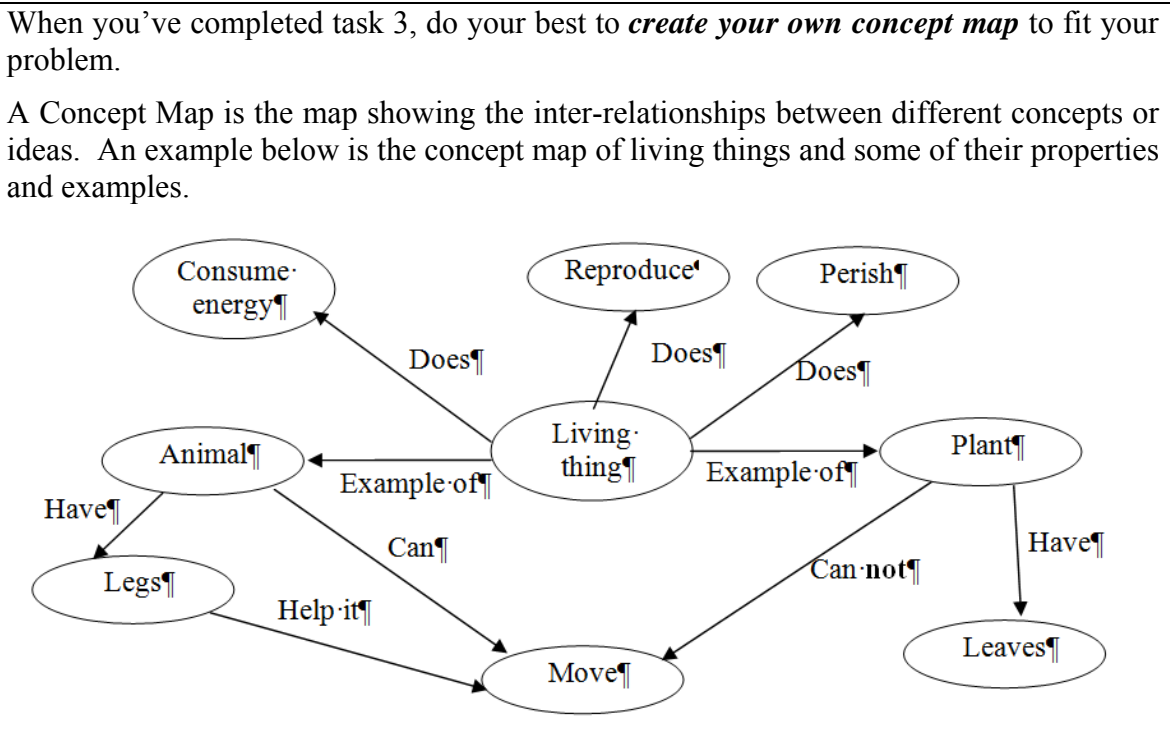 When you’ve completed task 3, do your best to create your own concept map to fit your
problem.
A Concept Map is the map showing the inter-relationships between different concepts or
ideas. An example below is the concept map of living things and some of their properties
and examples.
Consume·
energy¶
Reproduce¶
Perish¶
Does¶
Does¶
Does¶
Living·
thing¶
Animal¶
Plant¶
Example·of¶
Example·of¶
Have¶
Can¶
Can·not¶
Have¶
Legs¶
Help·it¶
Leaves¶
Move¶